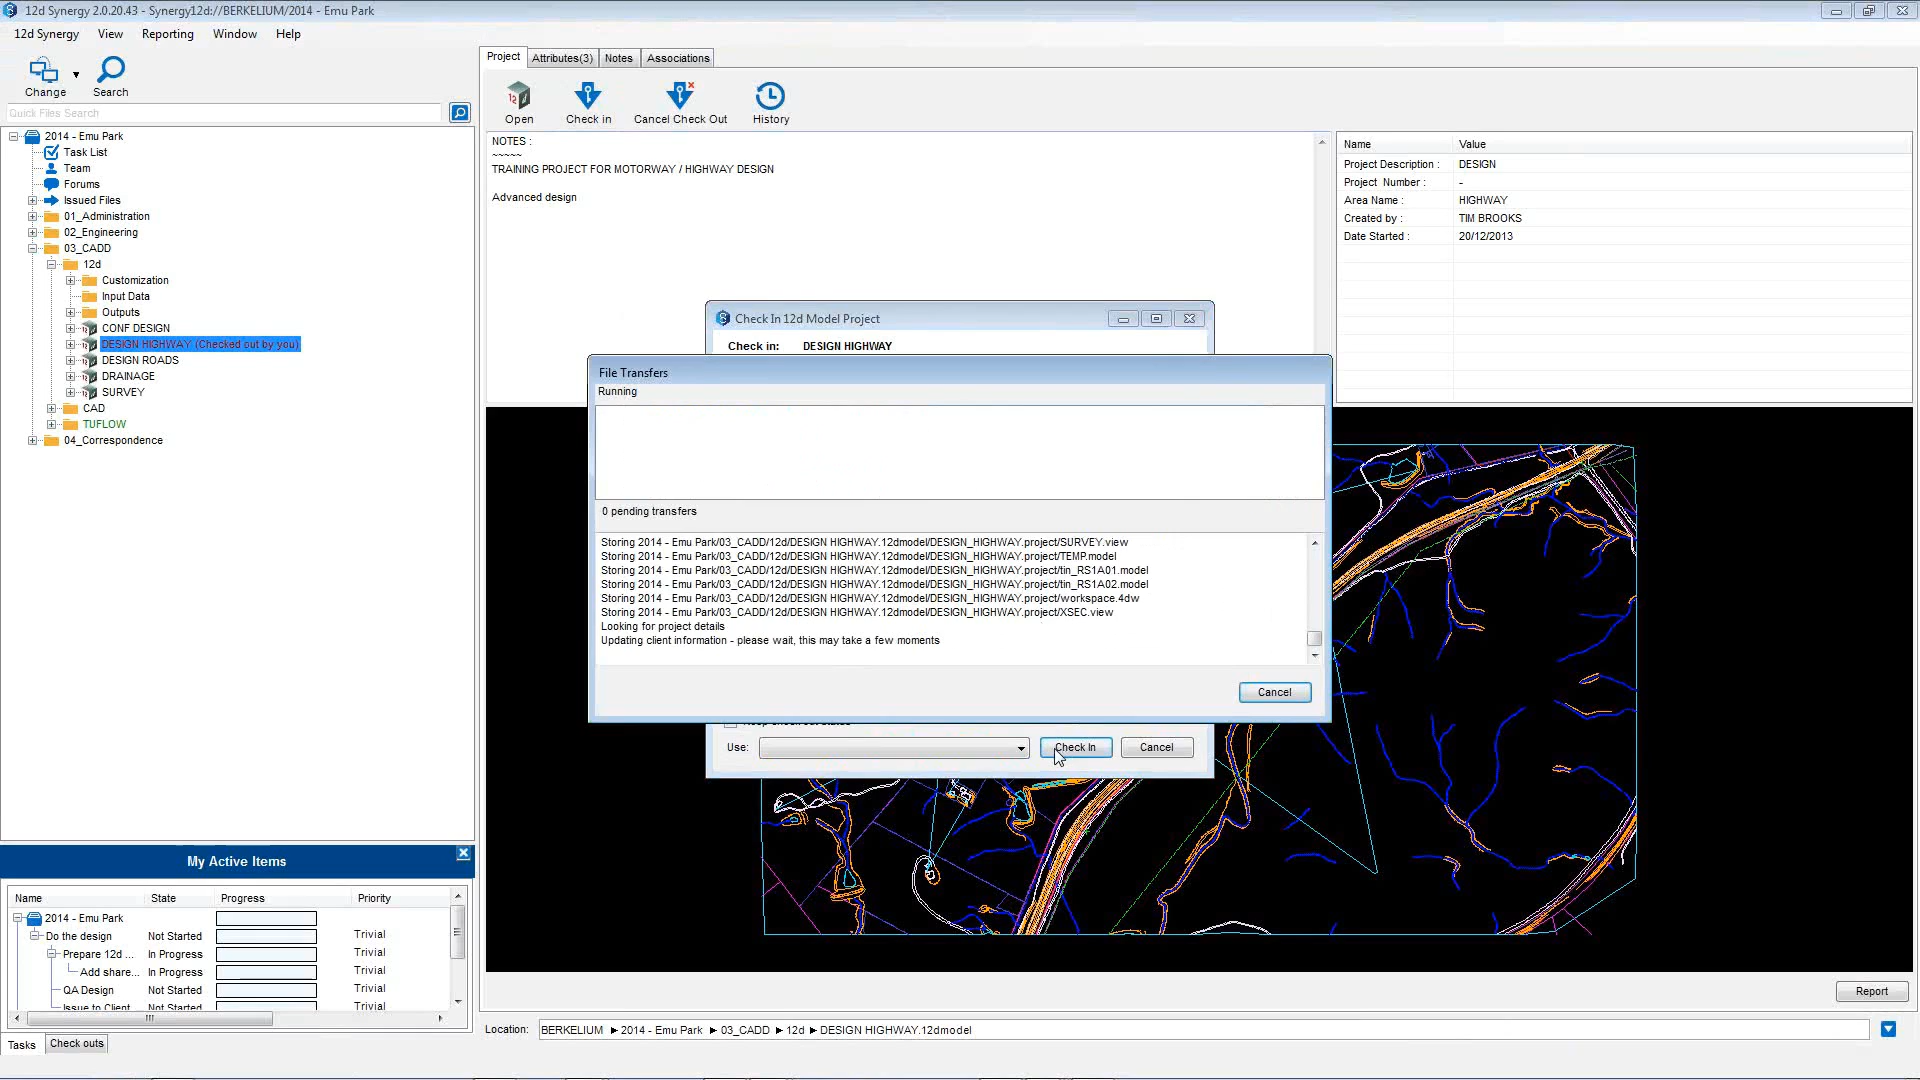 12d Synergy 2.0.20.43 - Synergy12d://BERKELIUM/2014 - Emu Park
12d Synergy View Reporting Window Help
Change Search
Quick Files Search
2014 - Emu Park
Task List
Team
Forums
Issued Files
01_Administration
02_Engineering
03_CADD
12d
Customization
Input Data
Outputs
CONF DESIGN
DESIGN HIGHWAY (Checked out by you)
DESIGN ROADS
DRAINAGE
SURVEY
CAD
TUFLOW
04_Correspondence
My Active Items
Name State Progress Priority
2014 - Emu Park
Do the design Not Started Trivial
Prepare 12d ... In Progress Trivial
Add share... In Progress Trivial
QA Design Not Started Trivial
Issue to Client Not Started Trivial
Tasks Check outs
Project Attributes(3) Notes Associations
Open Check in Cancel Check Out History
NOTES :
~~~~~
TRAINING PROJECT FOR MOTORWAY / HIGHWAY DESIGN
Advanced design
Name Value
Project Description : DESIGN
Project Number : -
Area Name : HIGHWAY
Created by : TIM BROOKS
Date Started : 20/12/2013
Check In 12d Model Project
Check in: DESIGN HIGHWAY
File Transfers
Running
0 pending transfers
Storing 2014 - Emu Park/03_CADD/12d/DESIGN HIGHWAY.12dmodel/DESIGN_HIGHWAY.project/SURVEY.view
Storing 2014 - Emu Park/03_CADD/12d/DESIGN HIGHWAY.12dmodel/DESIGN_HIGHWAY.project/TEMP.model
Storing 2014 - Emu Park/03_CADD/12d/DESIGN HIGHWAY.12dmodel/DESIGN_HIGHWAY.project/tin_RS1A01.model
Storing 2014 - Emu Park/03_CADD/12d/DESIGN HIGHWAY.12dmodel/DESIGN_HIGHWAY.project/tin_RS1A02.model
Storing 2014 - Emu Park/03_CADD/12d/DESIGN HIGHWAY.12dmodel/DESIGN_HIGHWAY.project/workspace.4dw
Storing 2014 - Emu Park/03_CADD/12d/DESIGN HIGHWAY.12dmodel/DESIGN_HIGHWAY.project/XSEC.view
Looking for project details
Updating client information - please wait, this may take a few moments
Cancel
Use: Check In Cancel
Report
Location: BERKELIUM 2014 - Emu Park 03_CADD 12d DESIGN HIGHWAY.12dmodel